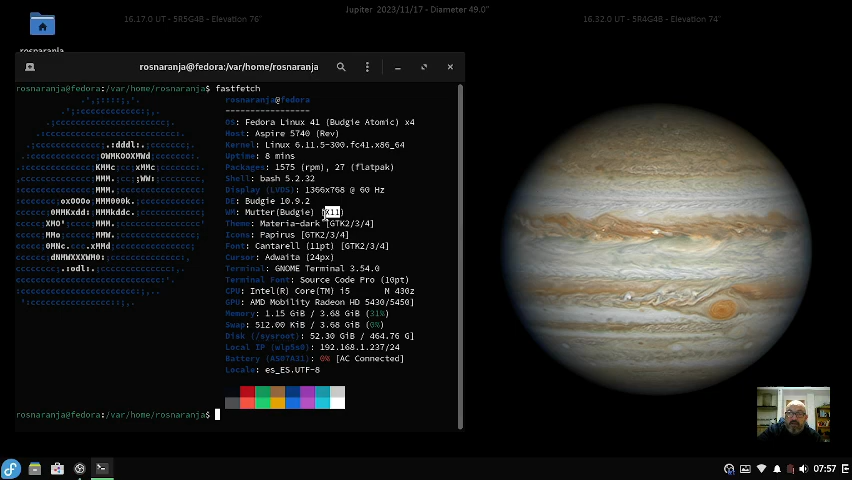 Jupiter 2023/11/17 - Diameter 49.0"
16.17.0 UT - 5R5G4B - Elevation 76°
16.32.0 UT - 5R4G4B - Elevation 74°
rosnaranja
rosnaranja@fedora:/var/home/rosnaranja
rosnaranja@fedora:/var/home/rosnaranja$ fastfetch
rosnaranja@fedora
-----------------
OS: Fedora Linux 41 (Budgie Atomic) x4
Host: Aspire 5740 (Rev)
Kernel: Linux 6.11.5-300.fc41.x86_64
Uptime: 8 mins
Packages: 1575 (rpm), 27 (flatpak)
Shell: bash 5.2.32
Display (LVDS): 1366x768 @ 60 Hz
DE: Budgie 10.9.2
WM: Mutter(Budgie) (X11)
Theme: Materia-dark [GTK2/3/4]
Icons: Papirus [GTK2/3/4]
Font: Cantarell (11pt) [GTK2/3/4]
Cursor: Adwaita (24px)
Terminal: GNOME Terminal 3.54.0
Terminal Font: Source Code Pro (10pt)
CPU: Intel(R) Core(TM) i5 M 430z
GPU: AMD Mobility Radeon HD 5430/5450]
Memory: 1.15 GiB / 3.68 GiB (31%)
Swap: 512.00 KiB / 3.68 GiB (0%)
Disk (/sysroot): 52.30 GiB / 464.76 G]
Local IP (wlp5s0): 192.168.1.237/24
Battery (AS07A31): 0% [AC Connected]
Locale: es_ES.UTF-8
rosnaranja@fedora:/var/home/rosnaranja$
07:57